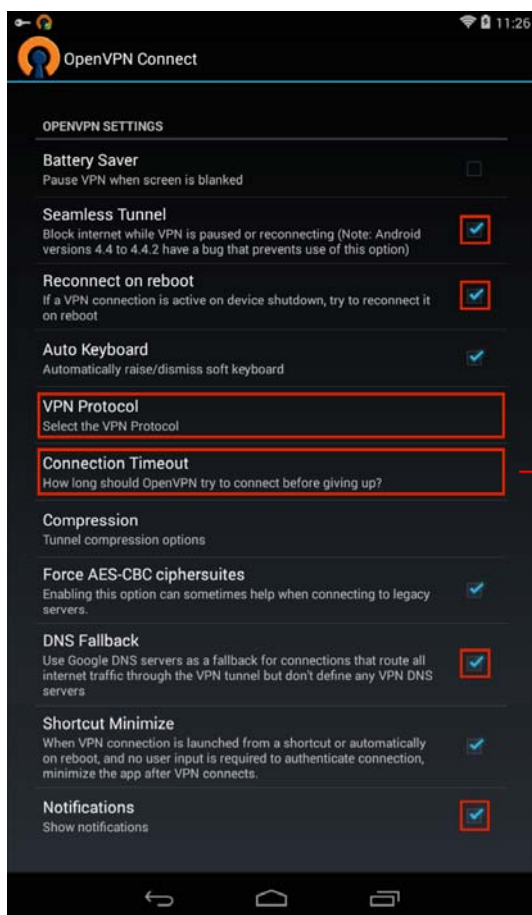 11:26
OpenVPN Connect
OPENVPN SETTINGS
Battery Saver
Pause VPN when screen is blanked
Seamless Tunnel
Block internet while VPN is paused or reconnecting (Note: Android
versions 4.4 to 4.4.2 have a bug that prevents use of this option)
Reconnect on reboot
If a VPN connection is active on device shutdown, try to reconnect it
on reboot
Auto Keyboard
Automatically raise/dismiss soft keyboard
VPN Protocol
Select the VPN Protocol
Connection Timeout
How long should OpenVPN try to connect before giving up?
Compression
Tunnel compression options
Force AES-CBC ciphersuites
Enabling this option can sometimes help when connecting to legacy
servers.
DNS Fallback
Use Google DNS servers as a fallback for connections that route all
internet traffic through the VPN tunnel but don't define any VPN DNS
servers
Shortcut Minimize
When VPN connection is launched from a shortcut or automatically
on reboot, and no user input is required to authenticate connection,
minimize the app after VPN connects.
Notifications
Show notifications